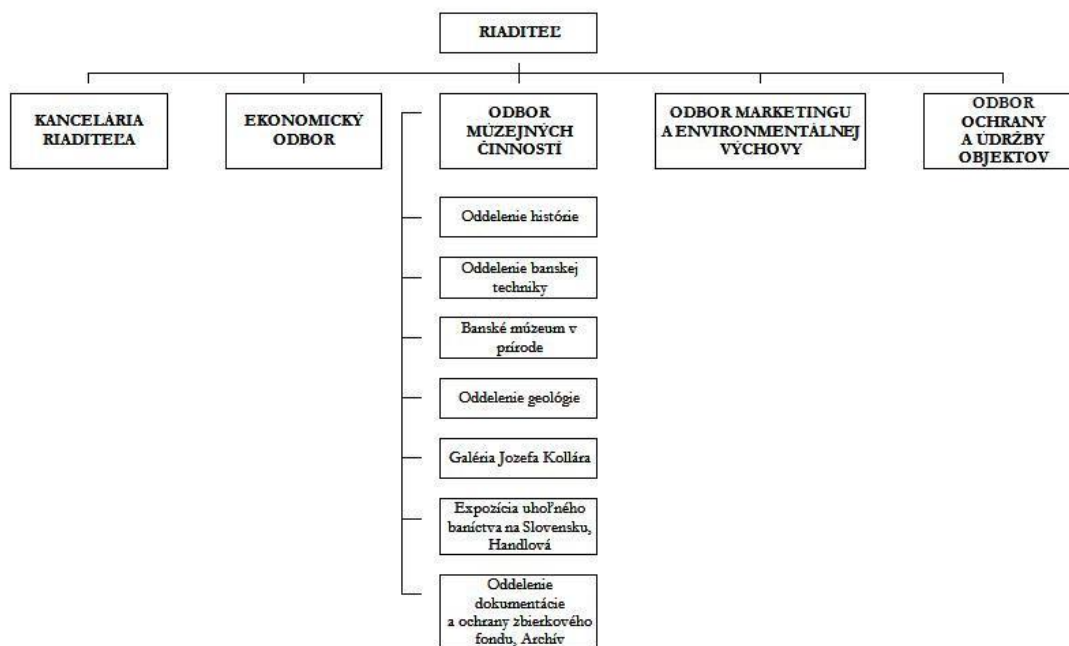 RIADITEĽ
KANCELÁRIA
RIADITEĽA
EKONOMICKÝ
ODBOR
ODBOR
MÚZEJNÝCH
ČINNOSTÍ
ODBOR MARKETINGU
A ENVIRONMENTÁLNEJ
VÝCHOVY
ODBOR
OCHRANY
A ÚDRŽBY
OBJEKTOV
Oddelenie histórie
Oddelenie banskej
techniky
Banské múzeum v
prírode
Oddelenie geológie
Galéria Jozefa Kollára
Expozícia uhoľného
baníctva na Slovensku,
Handlová
Oddelenie
dokumentácie
a ochrany zbierkového
fondu, Archív